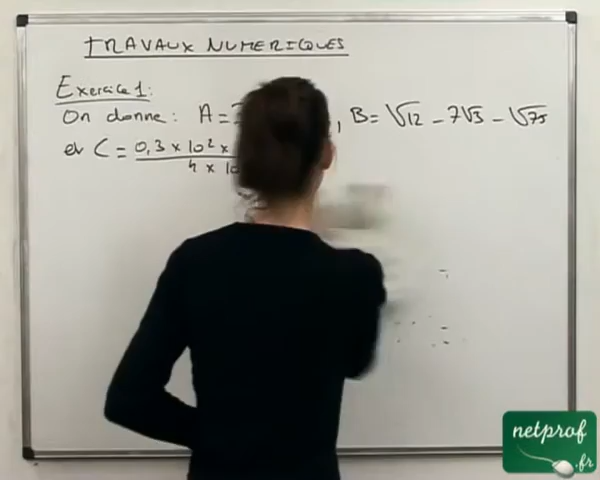 TRAVAUX NUMERIQUES
Exercice 1:
On donne: A = , B = √12 - 7√3 - √75
et C = 0,3 × 10² ×
4 × 10
netprof
.fr